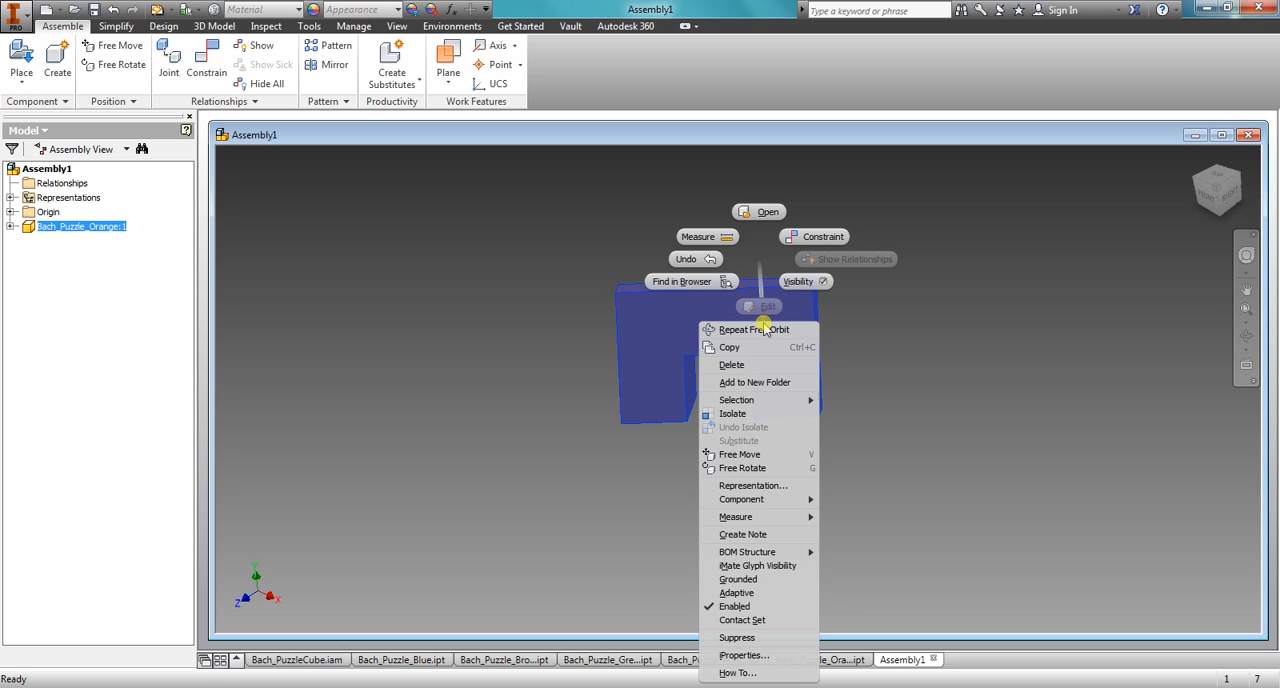 Material
Appearance
Assembly1
Type a keyword or phrase
Sign In
PRO
Assemble Simplify Design 3D Model Inspect Tools Manage View Environments Get Started Vault Autodesk 360
Place
Create
Free Move
Free Rotate
Joint
Constrain
Show
Show Sick
Hide All
Pattern
Mirror
Create
Substitutes
Plane
Axis
Point
UCS
Component Position Relationships Pattern Productivity Work Features
Model
Assembly View
Assembly1
Relationships
Representations
Origin
Bach_Puzzle_Orange:1
Assembly1
Open
Measure
Constraint
Undo
Show Relationships
Find in Browser
Visibility
Edit
Copy Ctrl+C
Delete
Add to New Folder
Selection
Isolate
Undo Isolate
Substitute
Free Move V
Free Rotate G
Representation...
Component
Measure
Create Note
BOM Structure
iMate Glyph Visibility
Grounded
Adaptive
Enabled
Contact Set
Suppress
iProperties...
How To...
FRONT
Y
Z
X
Bach_PuzzleCube.iam Bach_Puzzle_Blue.ipt Bach_Puzzle_Bro...ipt Bach_Puzzle_Gre...ipt Assembly1
Ready
1 7